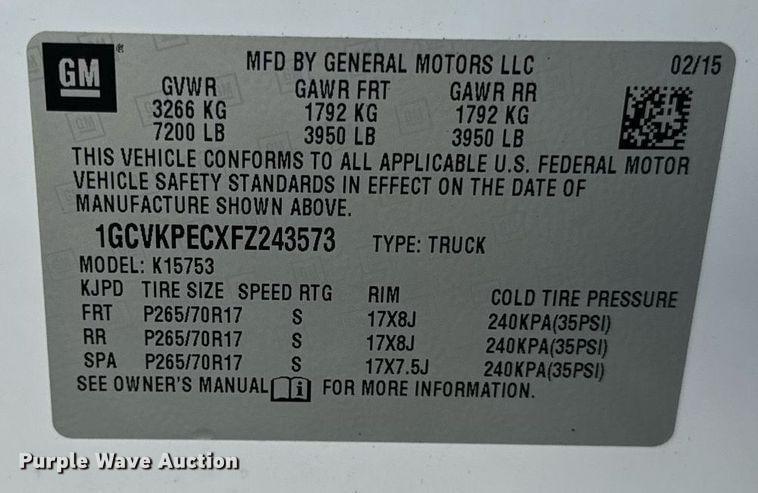 GM
MFD BY GENERAL MOTORS LLC 02/15
GVWR GAWR FRT GAWR RR
3266 KG 1792 KG 1792 KG
7200 LB 3950 LB 3950 LB
THIS VEHICLE CONFORMS TO ALL APPLICABLE U.S. FEDERAL MOTOR
VEHICLE SAFETY STANDARDS IN EFFECT ON THE DATE OF
MANUFACTURE SHOWN ABOVE.
1GCVKPECXFZ243573 TYPE: TRUCK
MODEL: K15753
KJPD TIRE SIZE SPEED RTG RIM COLD TIRE PRESSURE
FRT P265/70R17 S 17X8J 240KPA(35PSI)
RR P265/70R17 S 17X8J 240KPA(35PSI)
SPA P265/70R17 S 17X7.5J 240KPA(35PSI)
SEE OWNER'S MANUAL i FOR MORE INFORMATION.
Purple Wave Auction